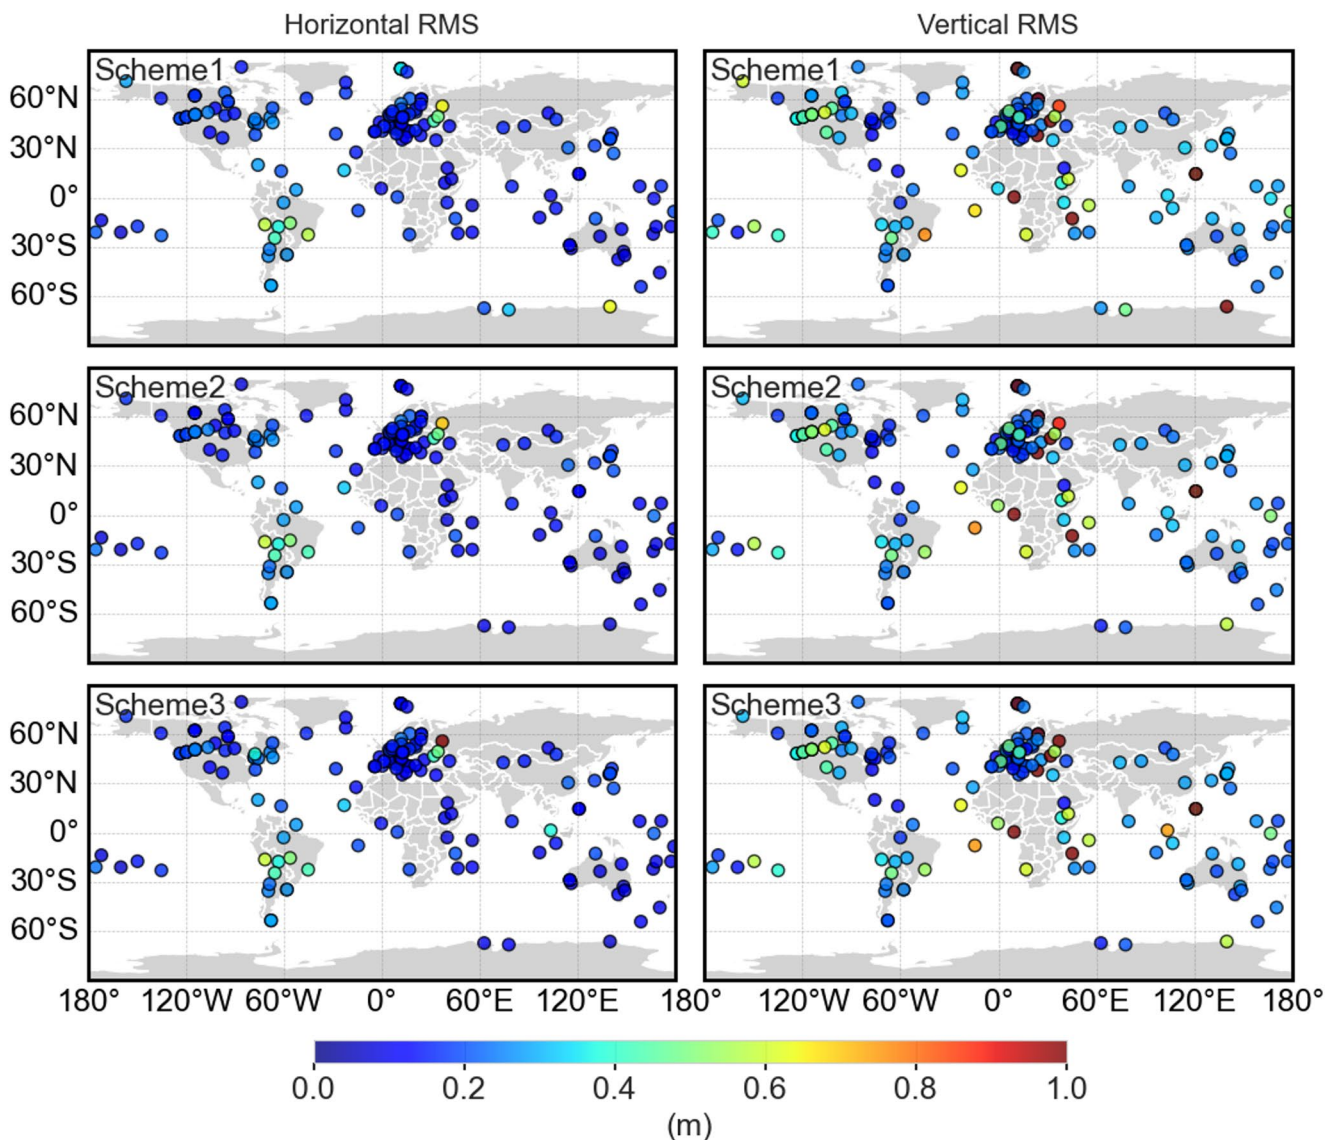 Horizontal RMS Vertical RMS
Scheme1 Scheme1
60°N
30°N
0°
30°S
60°S
Scheme2 Scheme2
60°N
30°N
0°
30°S
60°S
Scheme3 Scheme3
60°N
30°N
0°
30°S
60°S
180° 120°W 60°W 0° 60°E 120°E 180° 120°W 60°W 0° 60°E 120°E 180°
0.0 0.2 0.4 0.6 0.8 1.0
(m)